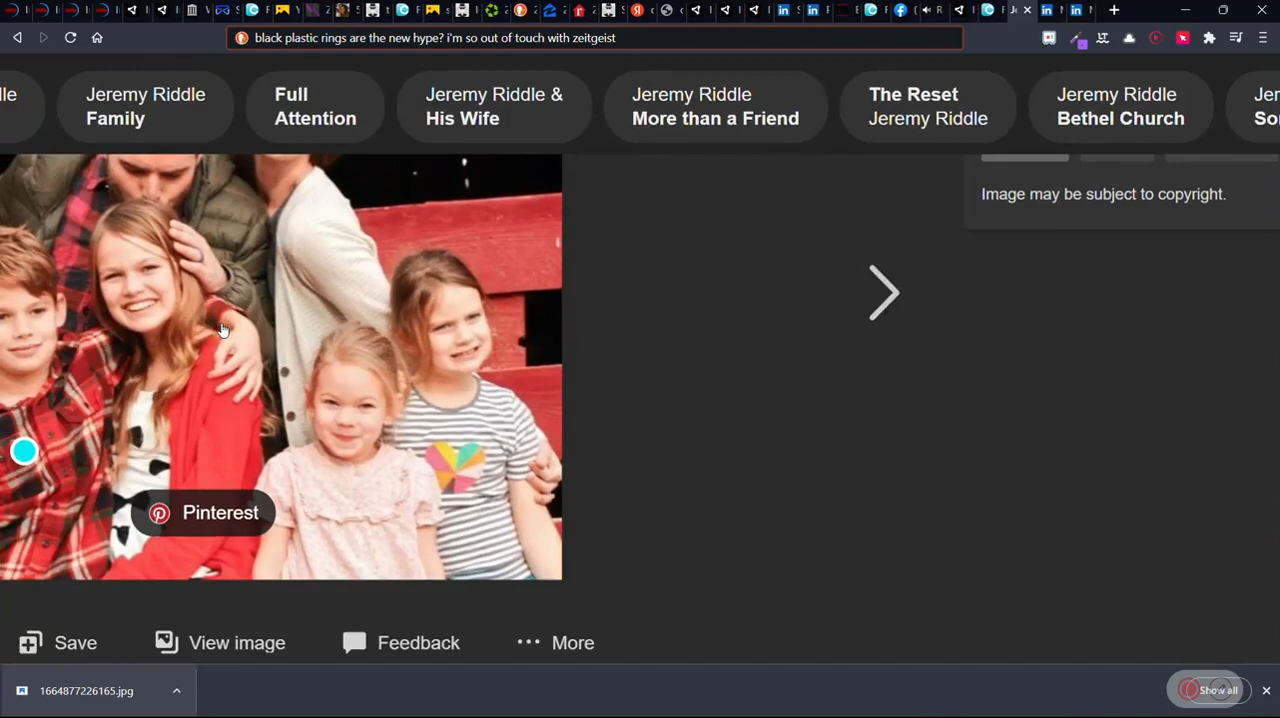 black plastic rings are the new hype? i'm so out of touch with zeitgeist
Jeremy Riddle
Family
Full
Attention
Jeremy Riddle &
His Wife
Jeremy Riddle
More than a Friend
The Reset
Jeremy Riddle
Jeremy Riddle
Bethel Church
Image may be subject to copyright.
Pinterest
Save
View image
Feedback
More
1664877226165.jpg
Show all